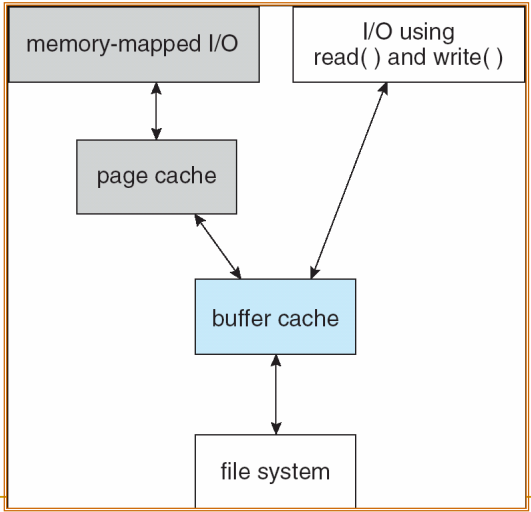 memory-mapped I/O
I/O using
read( ) and write( )
page cache
buffer cache
file system